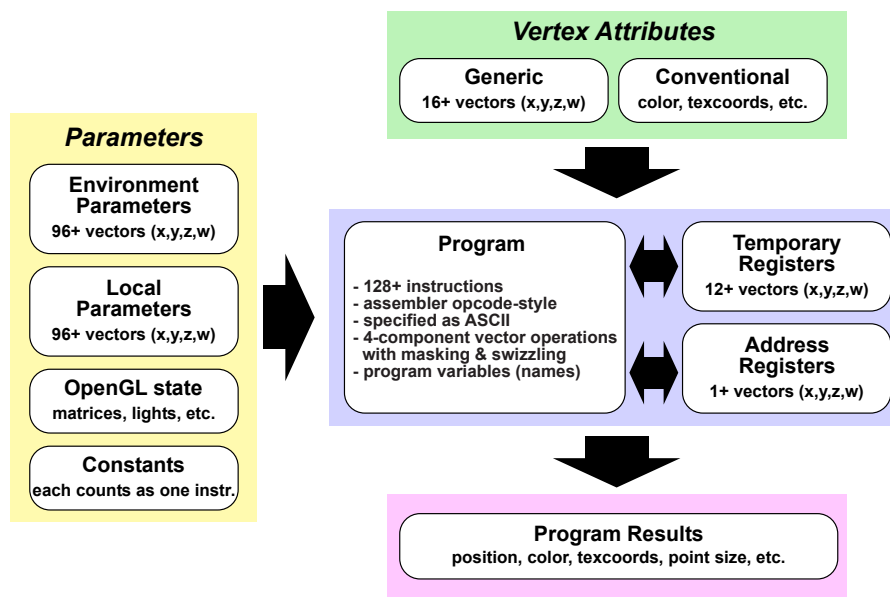 Vertex Attributes
Generic
16+ vectors (x,y,z,w)
Conventional
color, texcoords, etc.
Parameters
Environment
Parameters
96+ vectors (x,y,z,w)
Local
Parameters
96+ vectors (x,y,z,w)
OpenGL state
matrices, lights, etc.
Constants
each counts as one instr.
Program
- 128+ instructions
- assembler opcode-style
- specified as ASCII
- 4-component vector operations
with masking & swizzling
- program variables (names)
Temporary
Registers
12+ vectors (x,y,z,w)
Address
Registers
1+ vectors (x,y,z,w)
Program Results
position, color, texcoords, point size, etc.